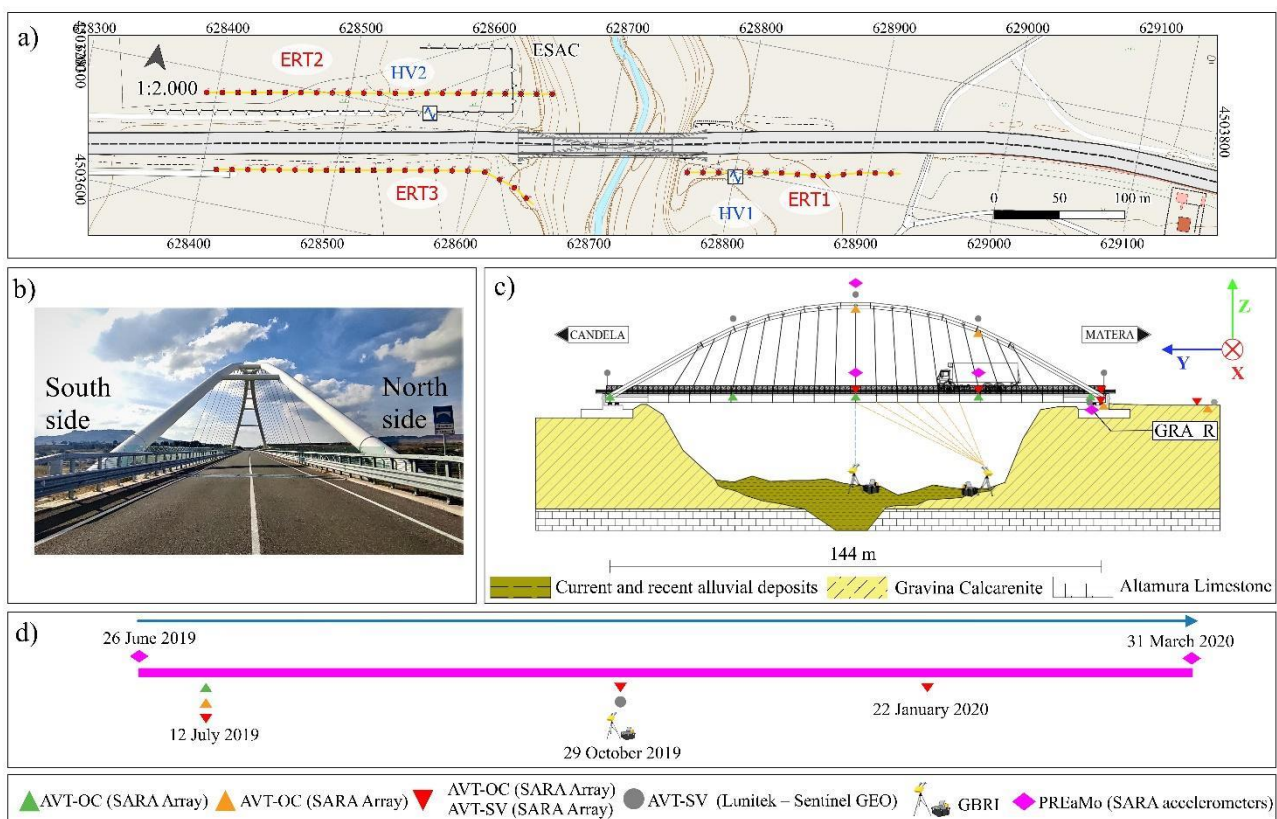 a)
628300
628400
628500
628600
628700
628800
628900
629000
629100
ERT2
HV2
ESAC
1:2.000
4503800
4503600
ERT3
HV1
ERT1
0
50
100 m
628400
628500
628600
628700
628800
628900
629000
629100
b)
South
side
North
side
c)
CANDELA
MATERA
Z
Y
X
GRA_R
144 m
Current and recent alluvial deposits
Gravina Calcarenite
Altamura Limestone
d)
26 June 2019
31 March 2020
12 July 2019
29 October 2019
22 January 2020
AVT-OC (SARA Array)
AVT-OC (SARA Array)
AVT-OC (SARA Array)
AVT-SV (SARA Array)
AVT-SV (Lunitek – Sentinel GEO)
GBRI
PREaMo (SARA accelerometers)